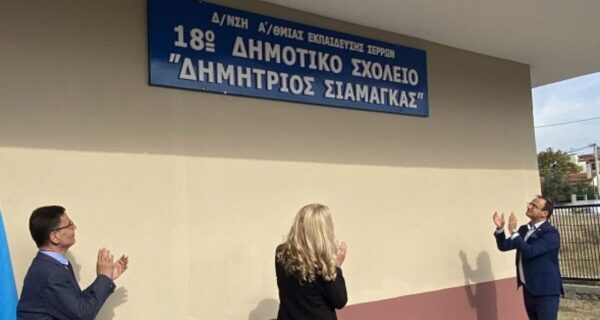 Δ/ΝΣΗ Α΄/ΘΜΙΑΣ ΕΚΠΑΙΔΕΥΣΗΣ ΣΕΡΡΩΝ
18ο ΔΗΜΟΤΙΚΟ ΣΧΟΛΕΙΟ
"ΔΗΜΗΤΡΙΟΣ ΣΙΑΜΑΓΚΑΣ"